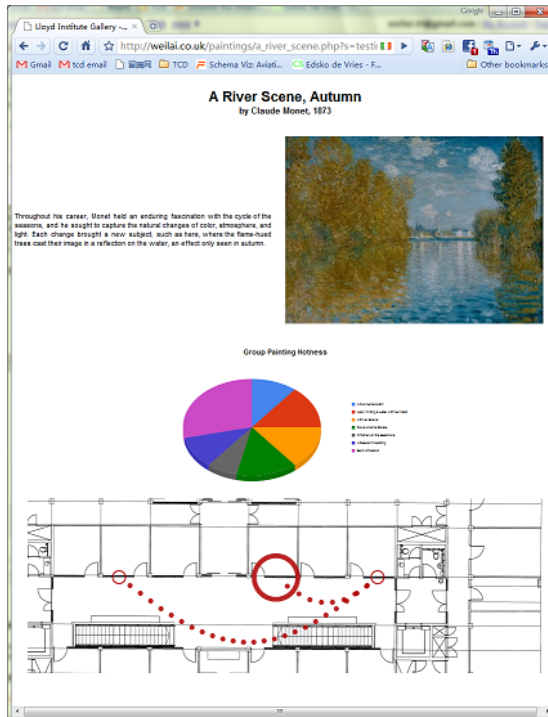 Google
Lloyd Institute Gallery -...
http://weilai.co.uk/paintings/a_river_scene.php?s=testi
Gmail
tcd email
TCD
Schema Viz: Aviati...
Edsko de Vries - F...
Other bookmarks
A River Scene, Autumn
by Claude Monet, 1873
Throughout his career, Monet held an enduring fascination with the cycle of the
seasons, and he sought to capture the natural changes of color, atmosphere, and
light. Each change brought a new subject, such as here, where the flame-hued
trees cast their image in a reflection on the water, an effect only seen in autumn.
Group Painting Hotness